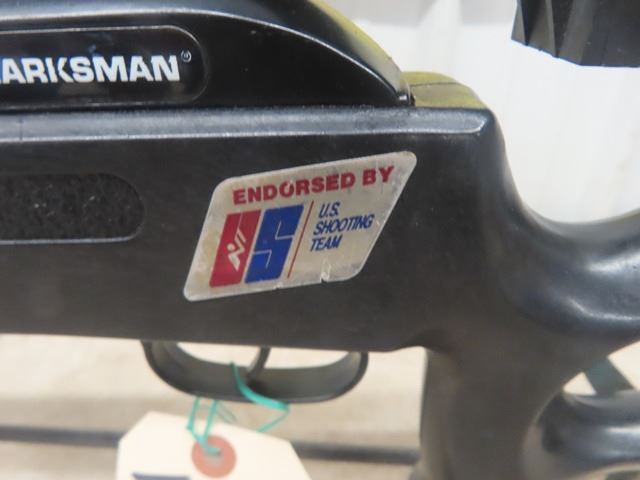 ARKSMAN®
ENDORSED BY
U.S.
SHOOTING
TEAM